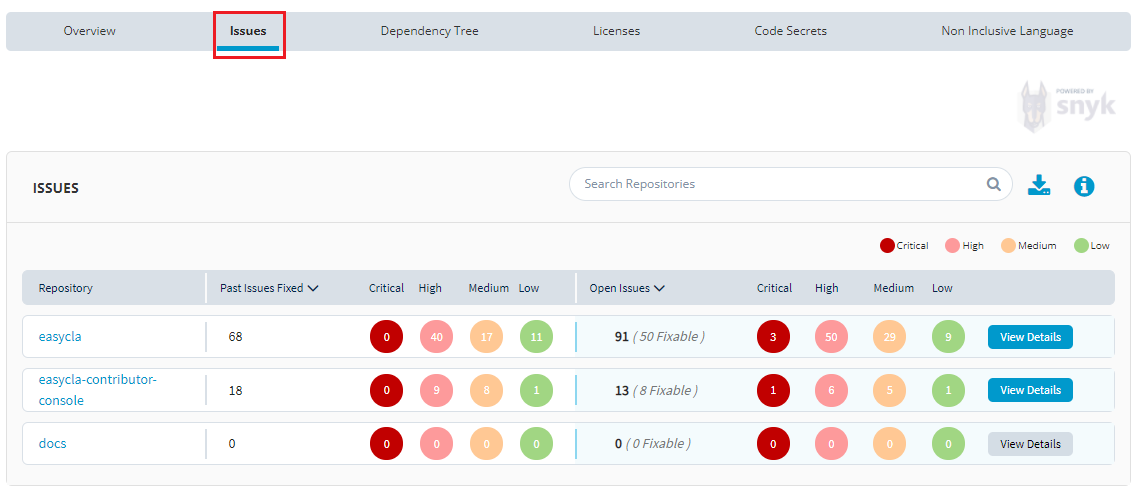 Overview Issues Dependency Tree Licenses Code Secrets Non Inclusive Language
POWERED BY
snyk
ISSUES Search Repositories
Critical High Medium Low
Repository Past Issues Fixed Critical High Medium Low Open Issues Critical High Medium Low
easycla 68 0 40 17 11 91 ( 50 Fixable ) 3 50 29 9 View Details
easycla-contributor-
console 18 0 9 8 1 13 ( 8 Fixable ) 1 6 5 1 View Details
docs 0 0 0 0 0 0 ( 0 Fixable ) 0 0 0 0 View Details